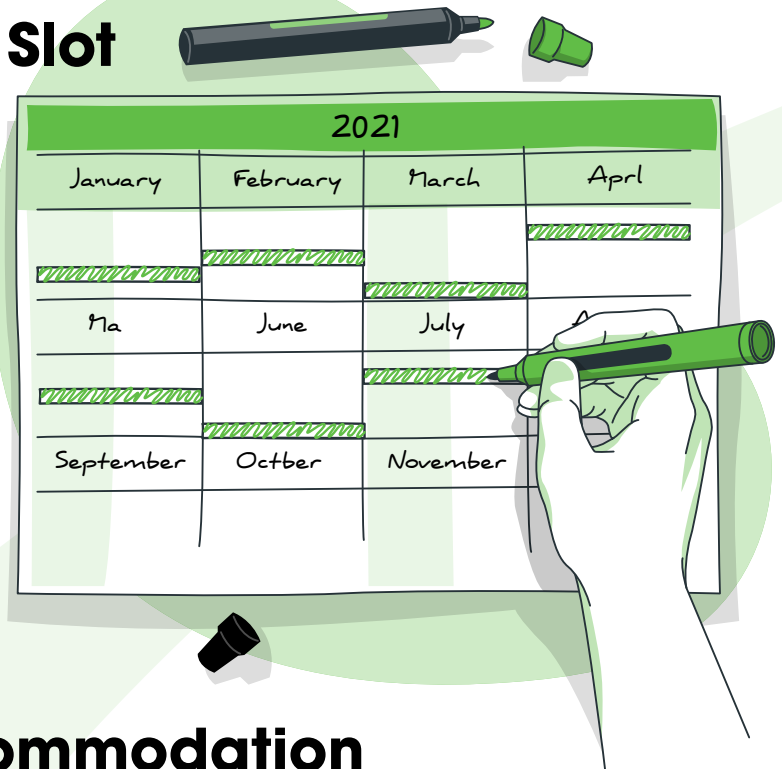 Slot
2021
January February March Aprl
Ma June July A
September Octber November
ommodation